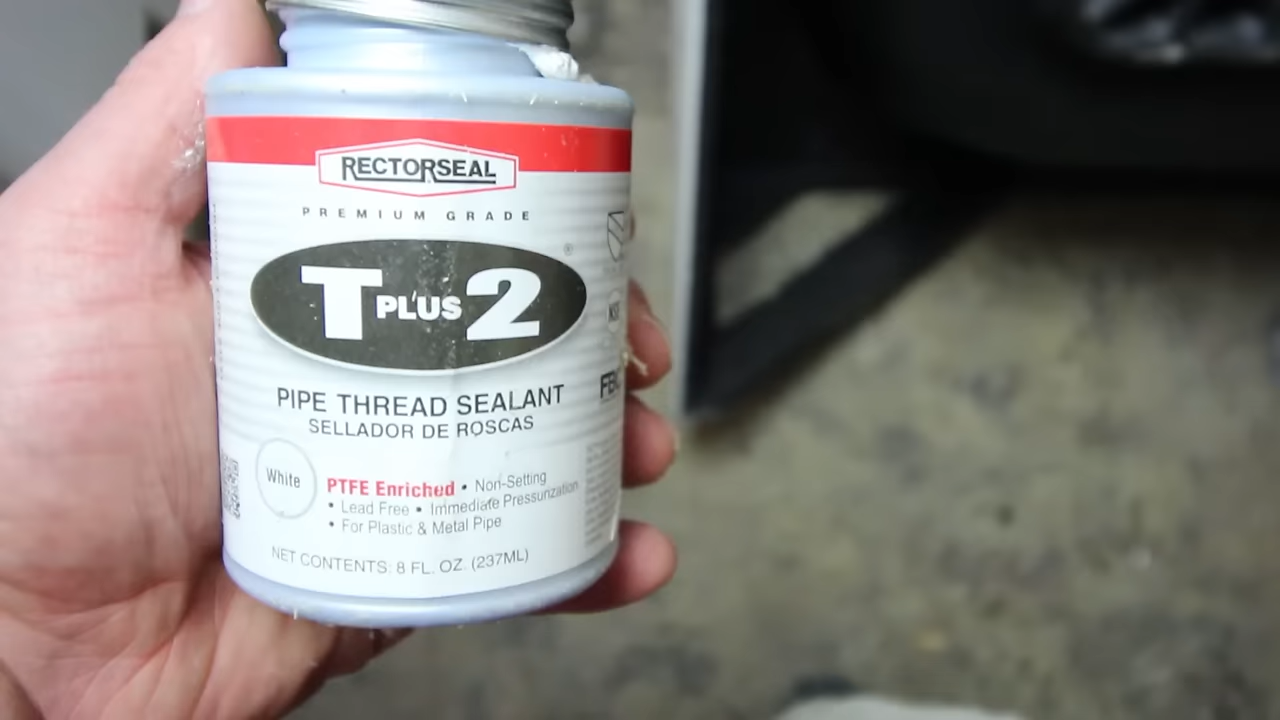 RECTORSEAL
PREMIUM GRADE
T PLUS 2 ®
PIPE THREAD SEALANT
SELLADOR DE ROSCAS
White
PTFE Enriched • Non-Setting
• Lead Free • Immediate Pressurization
• For Plastic & Metal Pipe
NET CONTENTS: 8 FL. OZ. (237ML)